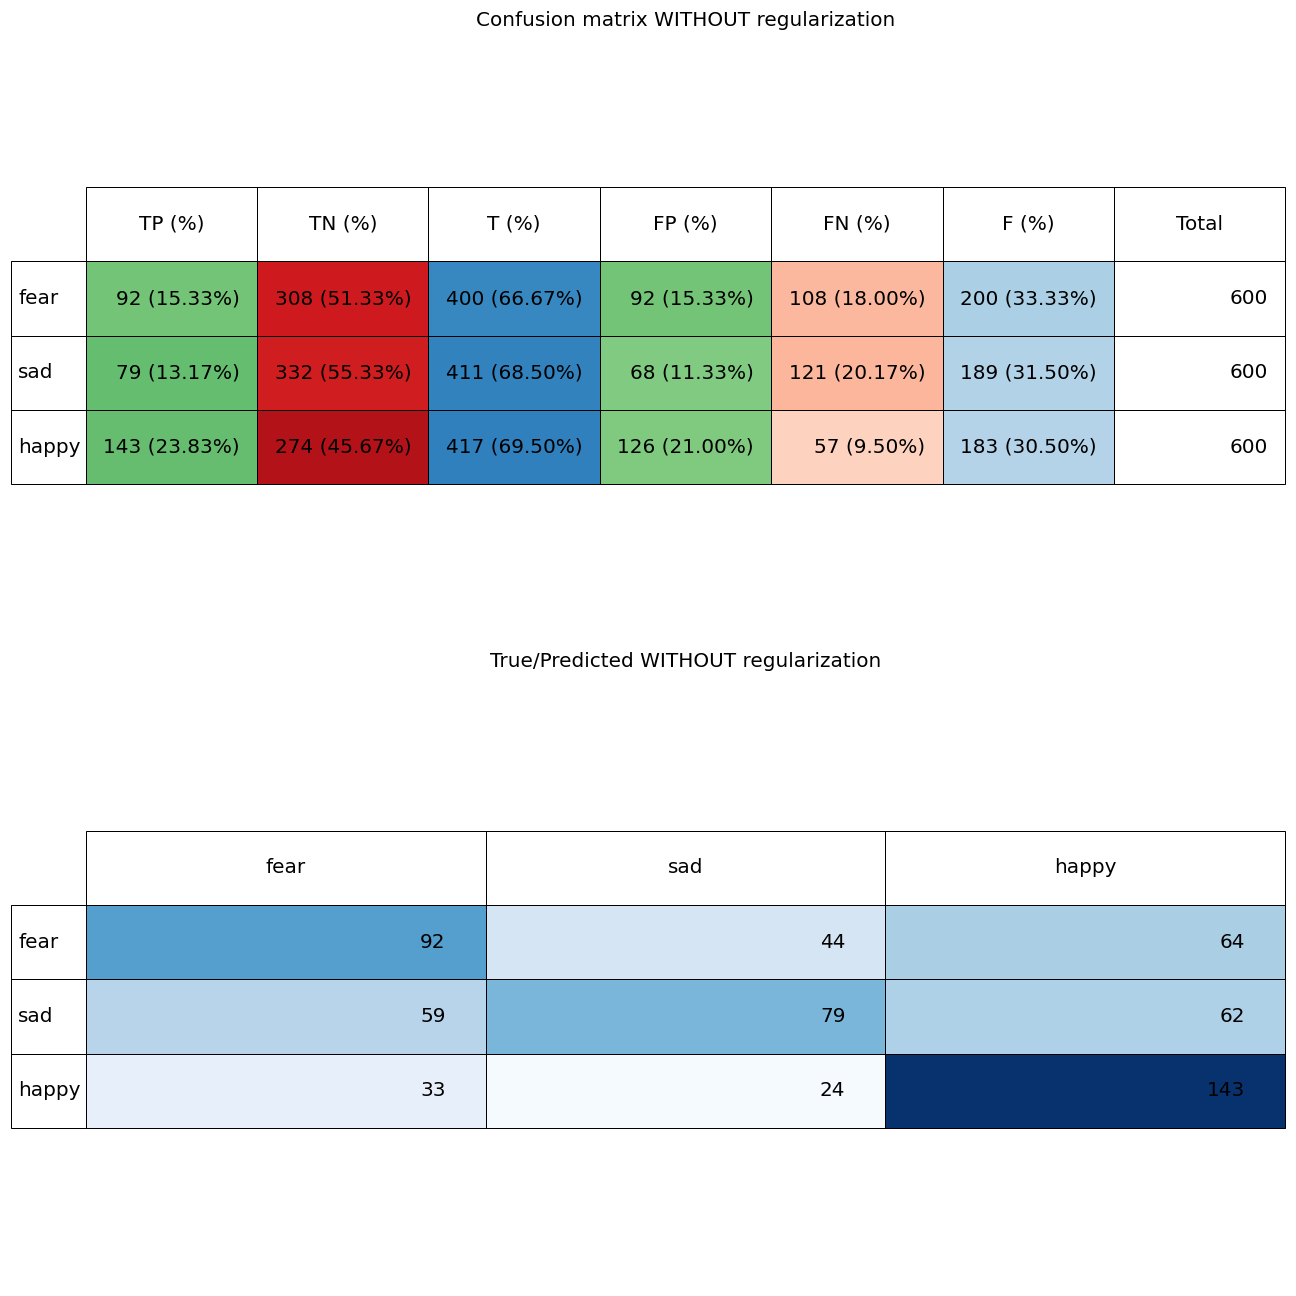 Confusion matrix WITHOUT regularization
TP (%) TN (%) T (%) FP (%) FN (%) F (%) Total
fear 92 (15.33%) 308 (51.33%) 400 (66.67%) 92 (15.33%) 108 (18.00%) 200 (33.33%) 600
sad 79 (13.17%) 332 (55.33%) 411 (68.50%) 68 (11.33%) 121 (20.17%) 189 (31.50%) 600
happy 143 (23.83%) 274 (45.67%) 417 (69.50%) 126 (21.00%) 57 (9.50%) 183 (30.50%) 600
True/Predicted WITHOUT regularization
fear sad happy
fear 92 44 64
sad 59 79 62
happy 33 24 143